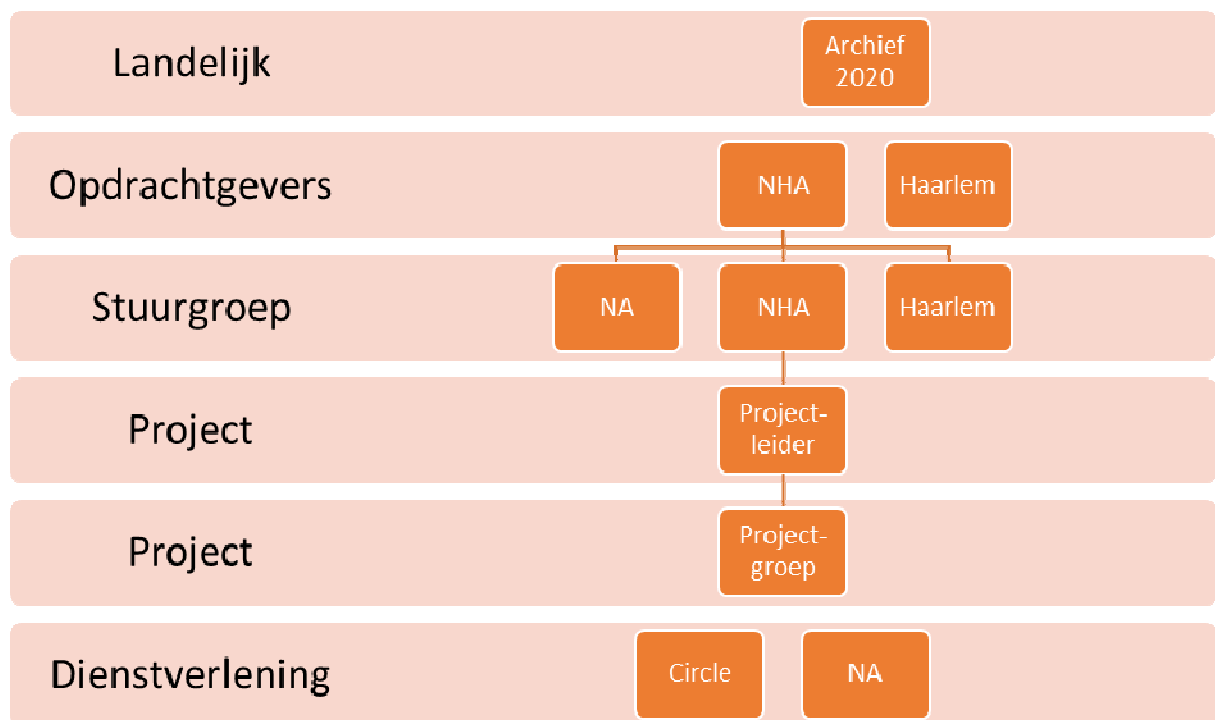 Landelijk
Archief
2020
Opdrachtgevers
NHA
Haarlem
Stuurgroep
NA
NHA
Haarlem
Project
Project-
leider
Project
Project-
groep
Dienstverlening
Circle
NA